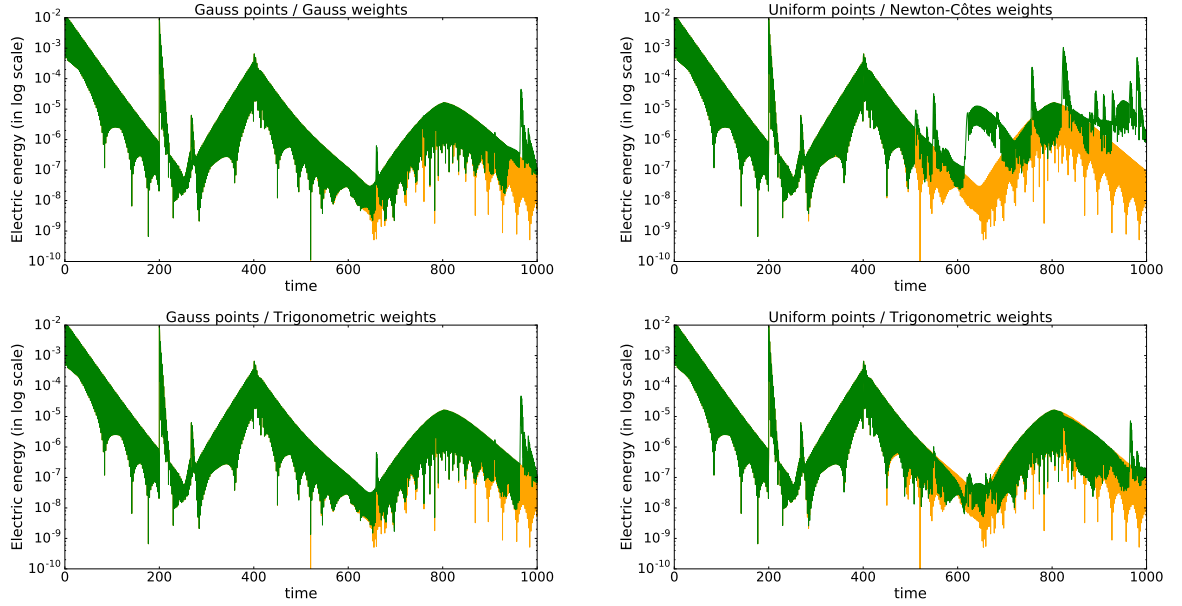 Gauss points / Gauss weights
Electric energy (in log scale)
10^-2
10^-3
10^-4
10^-5
10^-6
10^-7
10^-8
10^-9
10^-10
0 200 400 600 800 1000
time
Uniform points / Newton-Côtes weights
Electric energy (in log scale)
10^-2
10^-3
10^-4
10^-5
10^-6
10^-7
10^-8
10^-9
10^-10
0 200 400 600 800 1000
time
Gauss points / Trigonometric weights
Electric energy (in log scale)
10^-2
10^-3
10^-4
10^-5
10^-6
10^-7
10^-8
10^-9
10^-10
0 200 400 600 800 1000
time
Uniform points / Trigonometric weights
Electric energy (in log scale)
10^-2
10^-3
10^-4
10^-5
10^-6
10^-7
10^-8
10^-9
10^-10
0 200 400 600 800 1000
time